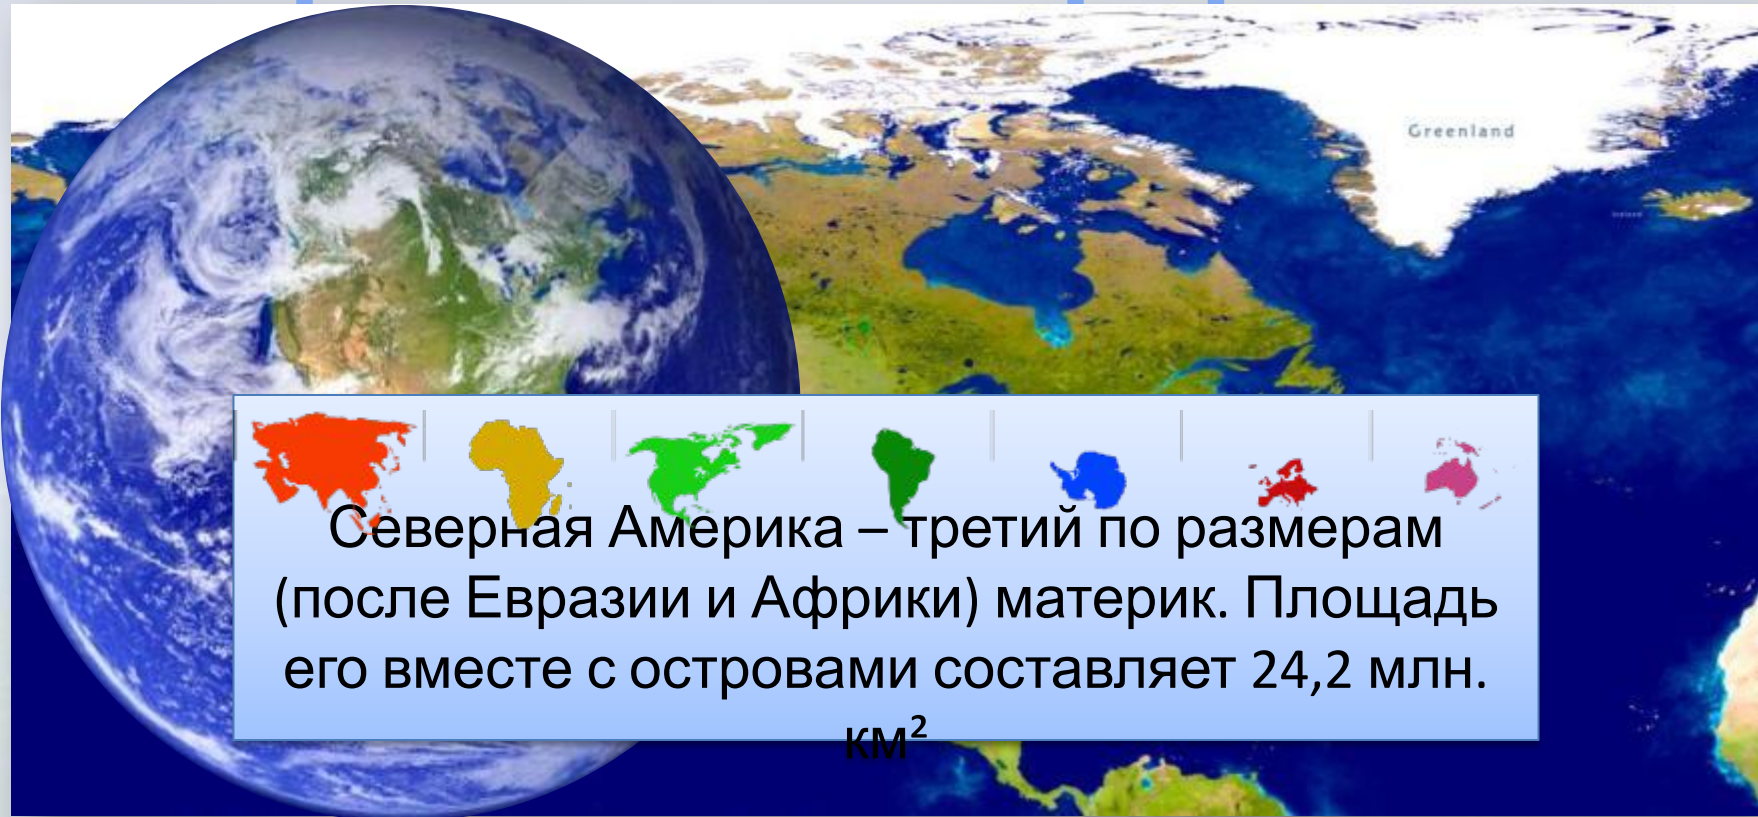 Greenland
Iceland
Северная Америка – третий по размерам
(после Евразии и Африки) материк. Площадь
его вместе с островами составляет 24,2 млн.
км²